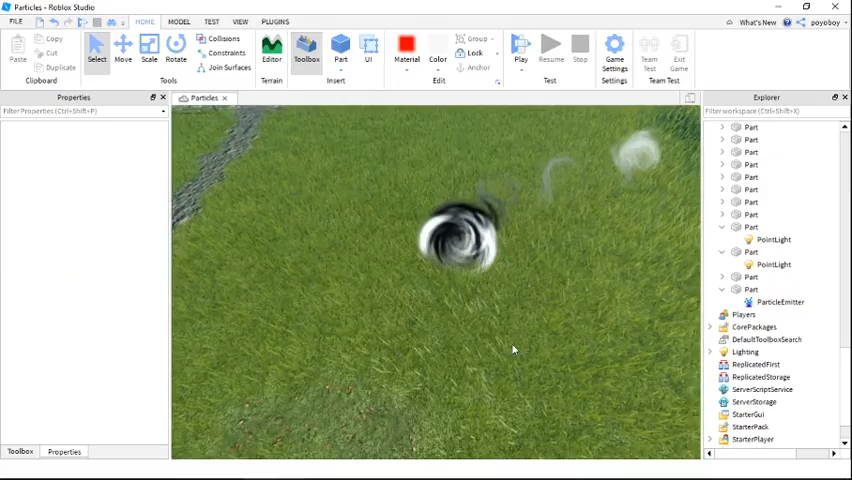 Particles - Roblox Studio
FILE
HOME
MODEL
TEST
VIEW
PLUGINS
What's New
poyoboy
Paste
Copy
Cut
Duplicate
Clipboard
Select
Move
Scale
Rotate
Collisions
Constraints
Join Surfaces
Tools
Editor
Terrain
Toolbox
Part
UI
Insert
Material
Color
Group
Lock
Anchor
Edit
Play
Resume
Stop
Test
Game Settings
Settings
Team Test
Exit Game
Team Test
Properties
Filter Properties (Ctrl+Shift+P)
Particles
Explorer
Filter workspace (Ctrl+Shift+X)
Part
Part
Part
Part
Part
Part
Part
Part
Part
PointLight
Part
PointLight
Part
Part
ParticleEmitter
Players
CorePackages
DefaultToolboxSearch
Lighting
ReplicatedFirst
ReplicatedStorage
ServerScriptService
ServerStorage
StarterGui
StarterPack
StarterPlayer
Toolbox
Properties